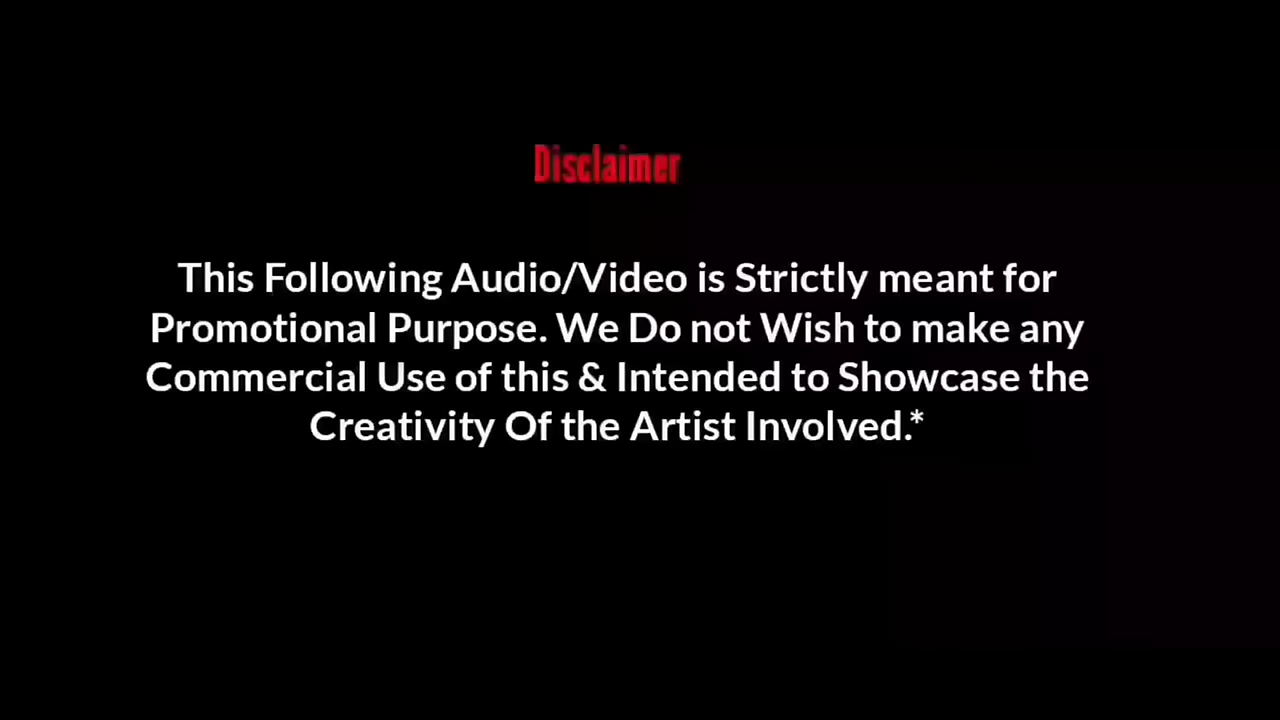 Disclaimer
This Following Audio/Video is Strictly meant for
Promotional Purpose. We Do not Wish to make any
Commercial Use of this & Intended to Showcase the
Creativity Of the Artist Involved.*